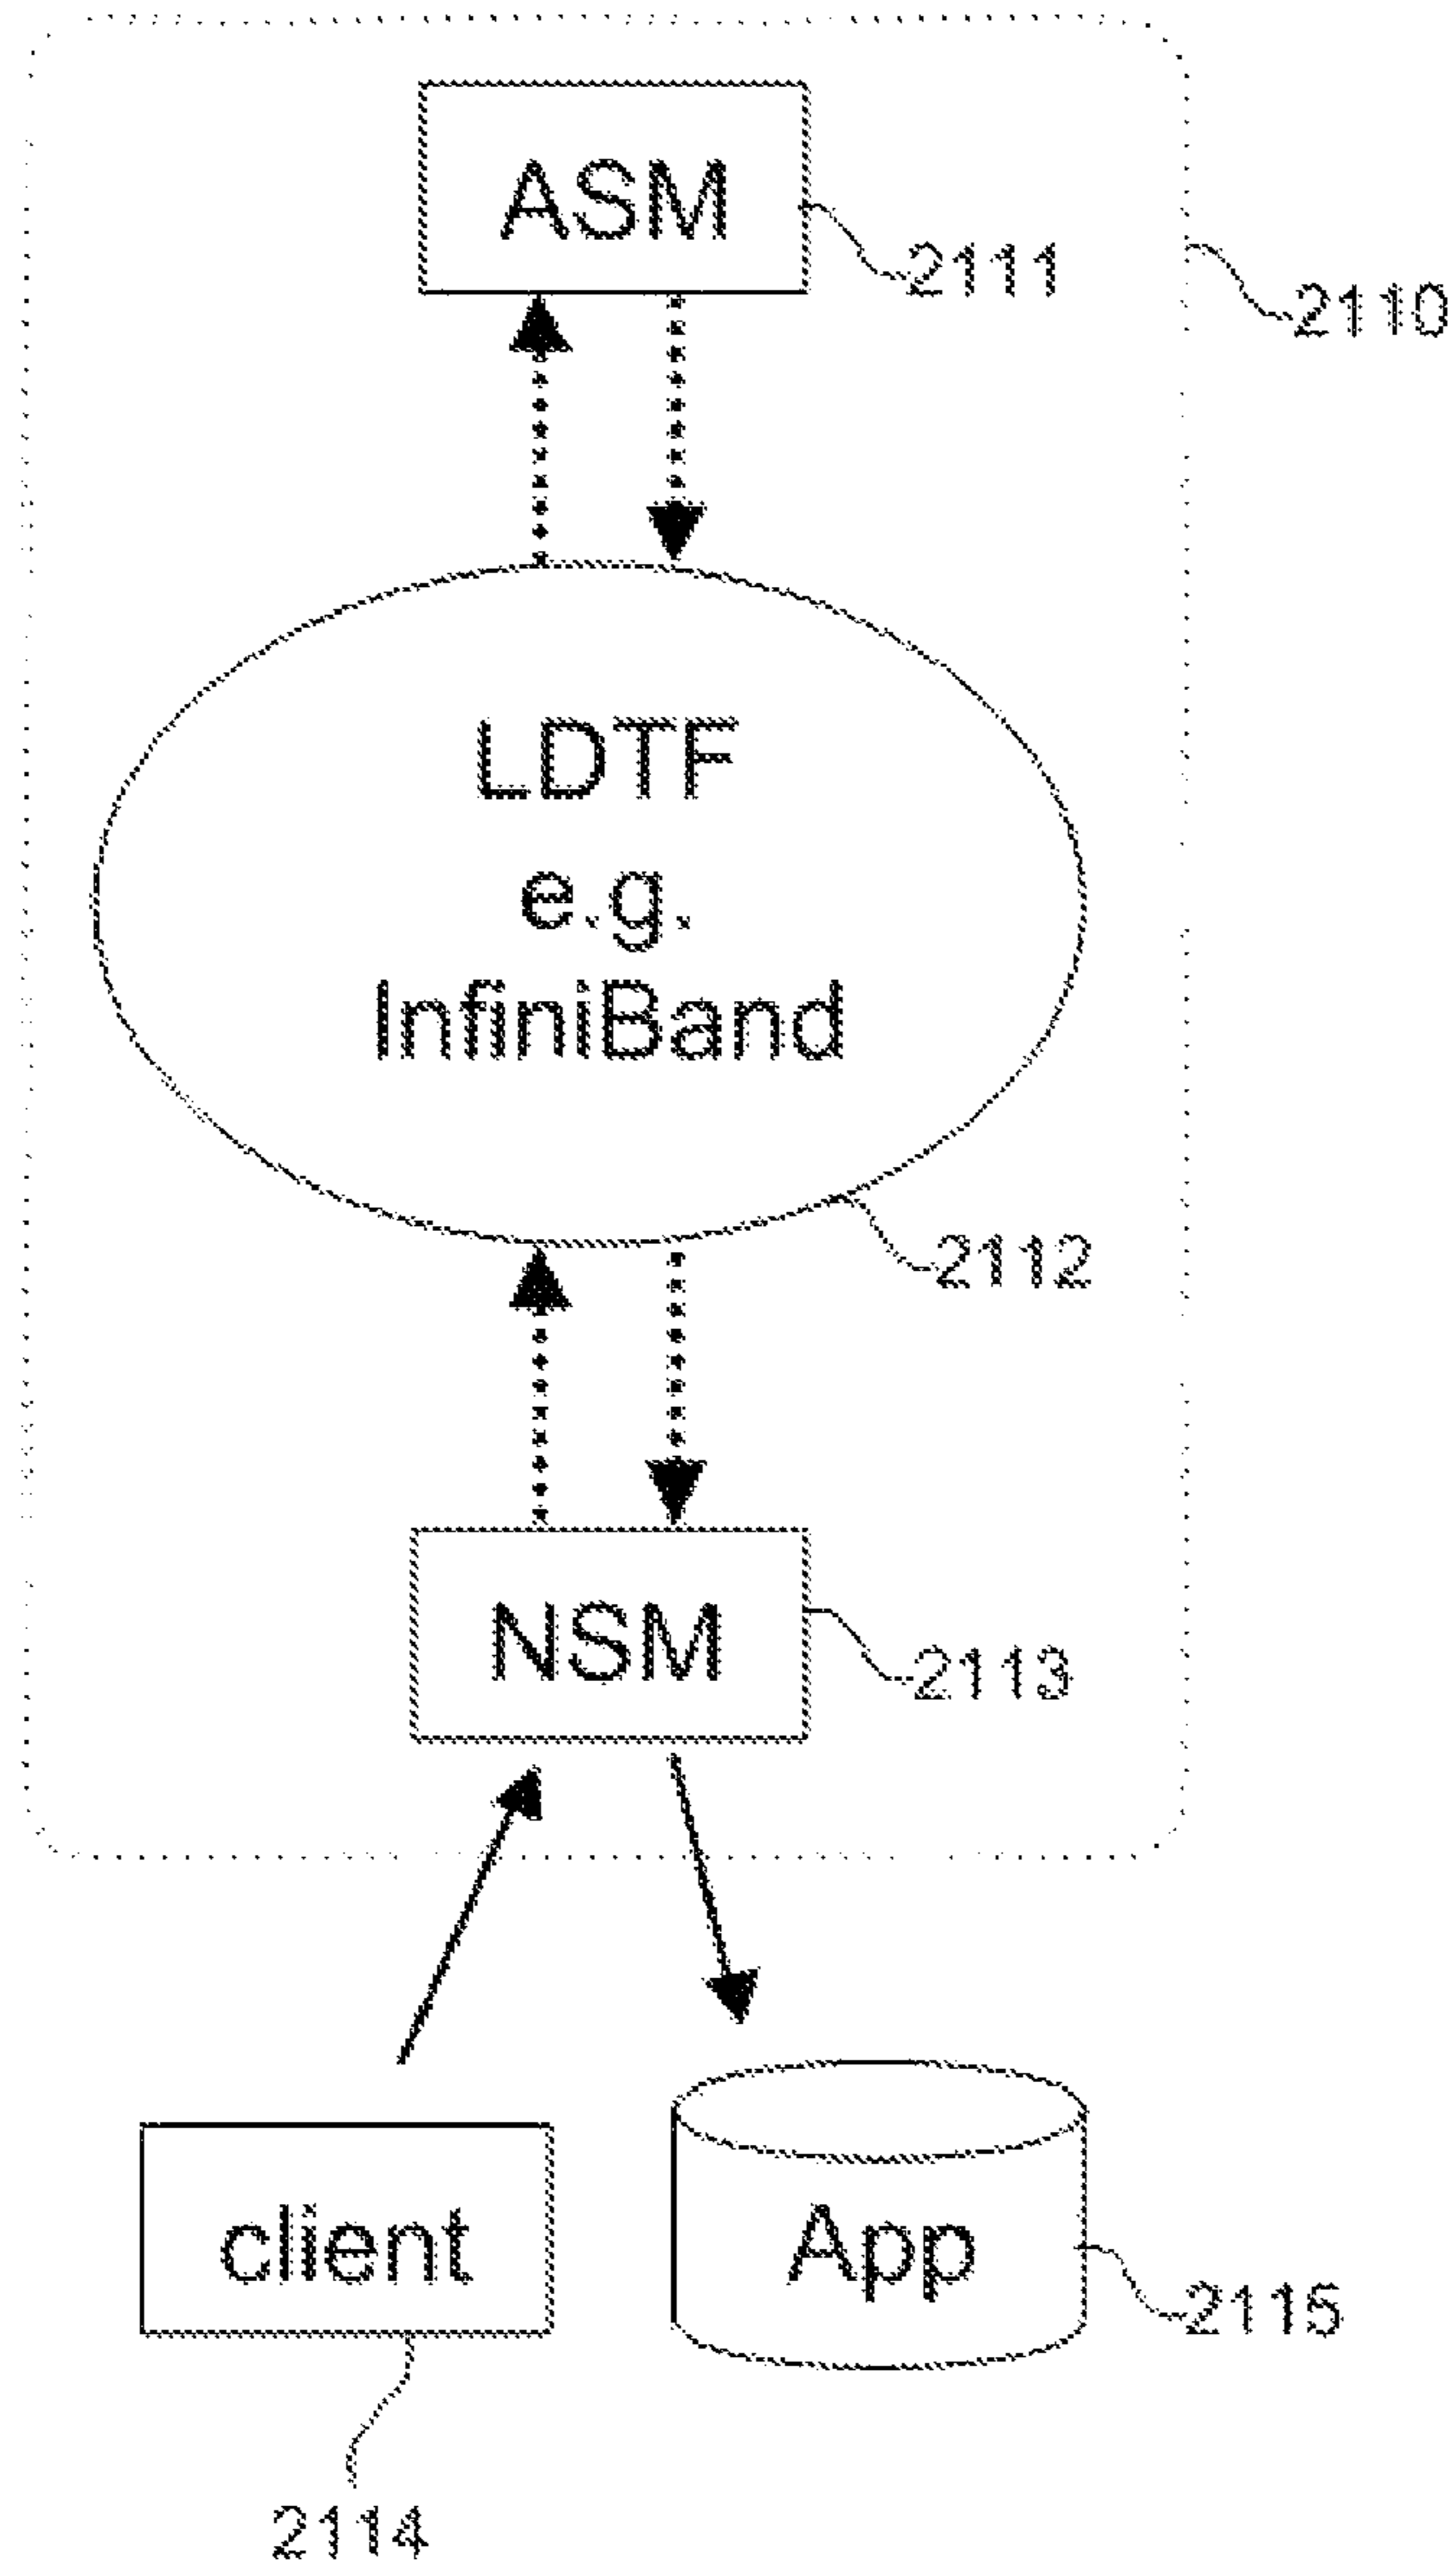 ASM
2111
2110
LDTF
e.g.
InfiniBand
2112
NSM
2113
client
App
2115
2114